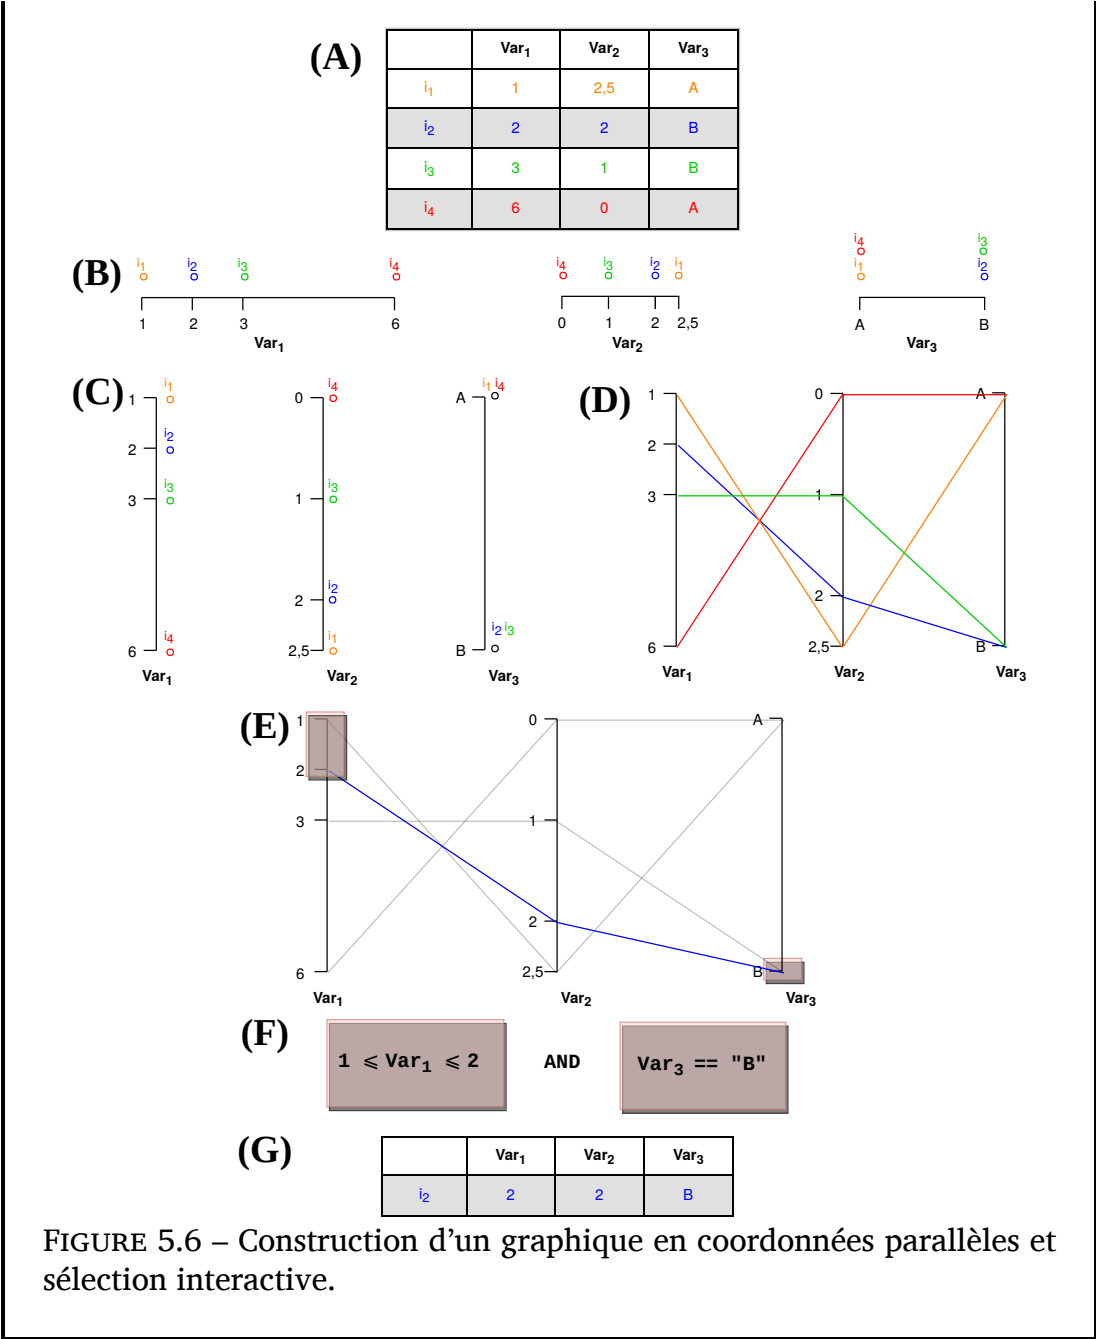 (A)
Var1 Var2 Var3
i1 1 2,5 A
i2 2 2 B
i3 3 1 B
i4 6 0 A
(B)
i1 i2 i3 i4
1 2 3 6
Var1
i4 i3 i2 i1
0 1 2 2,5
Var2
i4 i3
i1 i2
A B
Var3
(C)
1 i1
2 i2
3 i3
6 i4
Var1
0 i4
1 i3
2 i2
2,5 i1
Var2
A i1 i4
B i2 i3
Var3
(D)
1
2
3
6
Var1
0
1
2
2,5
Var2
A
B
Var3
(E)
1
2
3
6
Var1
0
1
2
2,5
Var2
A
B
Var3
(F)
1 ⩽ Var1 ⩽ 2 AND Var3 == "B"
(G)
Var1 Var2 Var3
i2 2 2 B
FIGURE 5.6 – Construction d'un graphique en coordonnées parallèles et
sélection interactive.